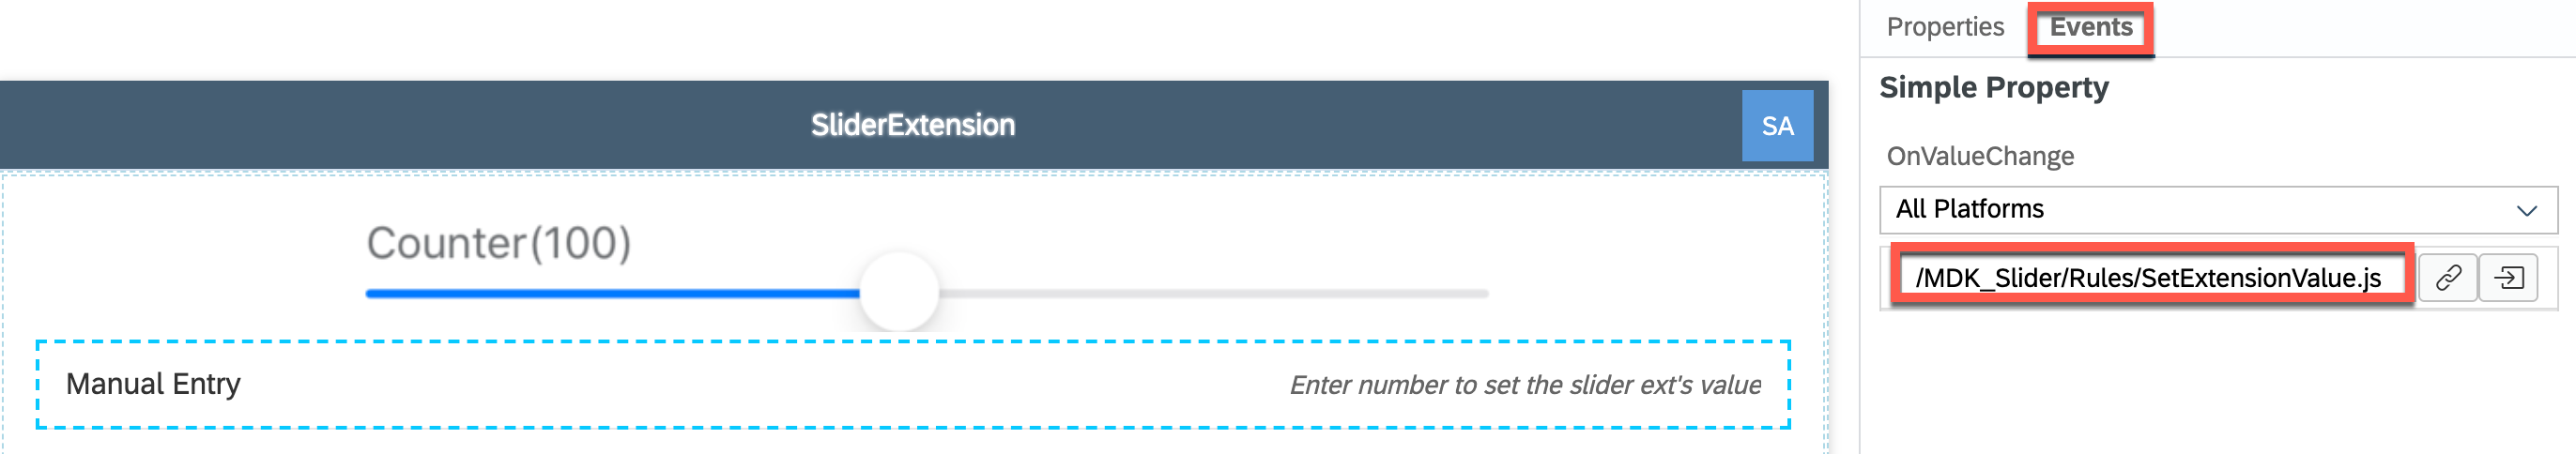 Properties Events
Simple Property
SliderExtension
SA
OnValueChange
All Platforms
Counter(100)
/MDK_Slider/Rules/SetExtensionValue.js
Manual Entry
Enter number to set the slider ext's value